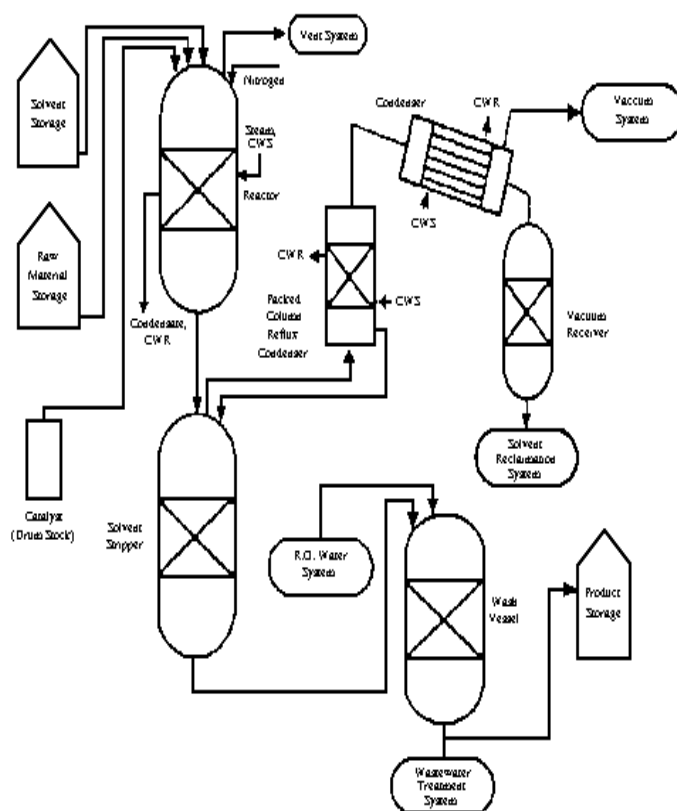 Vent System
Solvent
Storage
Nitrogen
Steam,
CWS
Reactor
Condenser
CWR
Vaccum
System
CWS
Raw
Material
Storage
Condensate,
CWR
CWR
CWS
Packed
Column
Reflux
Condenser
Vacuum
Receiver
Solvent
Reclamation
System
Catalyst
(Drum Stock)
Solvent
Stripper
R.O. Water
System
Wash
Vessel
Product
Storage
Wastewater
Treatment
System